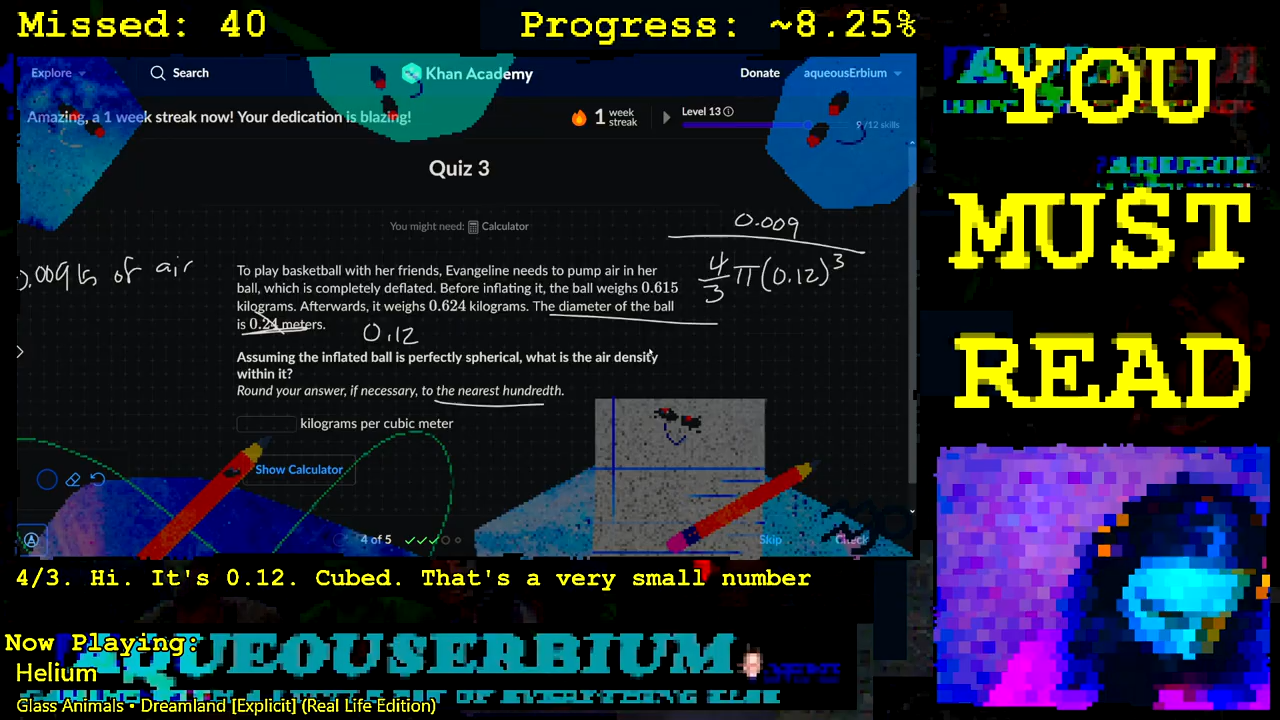 Missed: 40
Progress: ~8.25%
Explore
Search
Khan Academy
Donate
aqueousErbium
Amazing, a 1 week streak now! Your dedication is blazing!
1 week streak
Level 13
9/12 skills
Quiz 3
You might need: Calculator
0.009
4/3 π(0.12)³
0.009 kg of air
To play basketball with her friends, Evangeline needs to pump air in her
ball, which is completely deflated. Before inflating it, the ball weighs 0.615
kilograms. Afterwards, it weighs 0.624 kilograms. The diameter of the ball
is 0.24 meters.
0.12
Assuming the inflated ball is perfectly spherical, what is the air density
within it?
Round your answer, if necessary, to the nearest hundredth.
kilograms per cubic meter
Show Calculator
4 of 5
Skip
Check
4/3. Hi. It's 0.12. Cubed. That's a very small number
Now Playing:
Helium
Glass Animals • Dreamland [Explicit] (Real Life Edition)
AQUEOUSERBIUM
YOU
MUST
READ